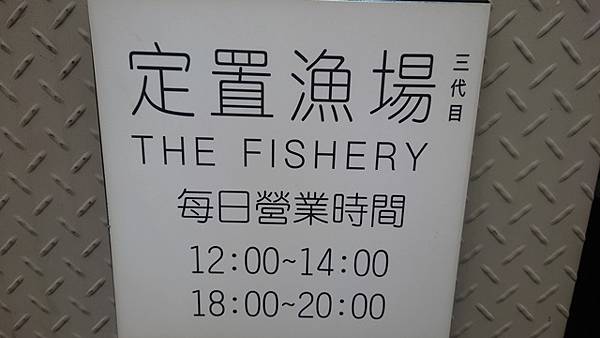 定置漁場
三代目
THE FISHERY
每日營業時間
12:00~14:00
18:00~20:00